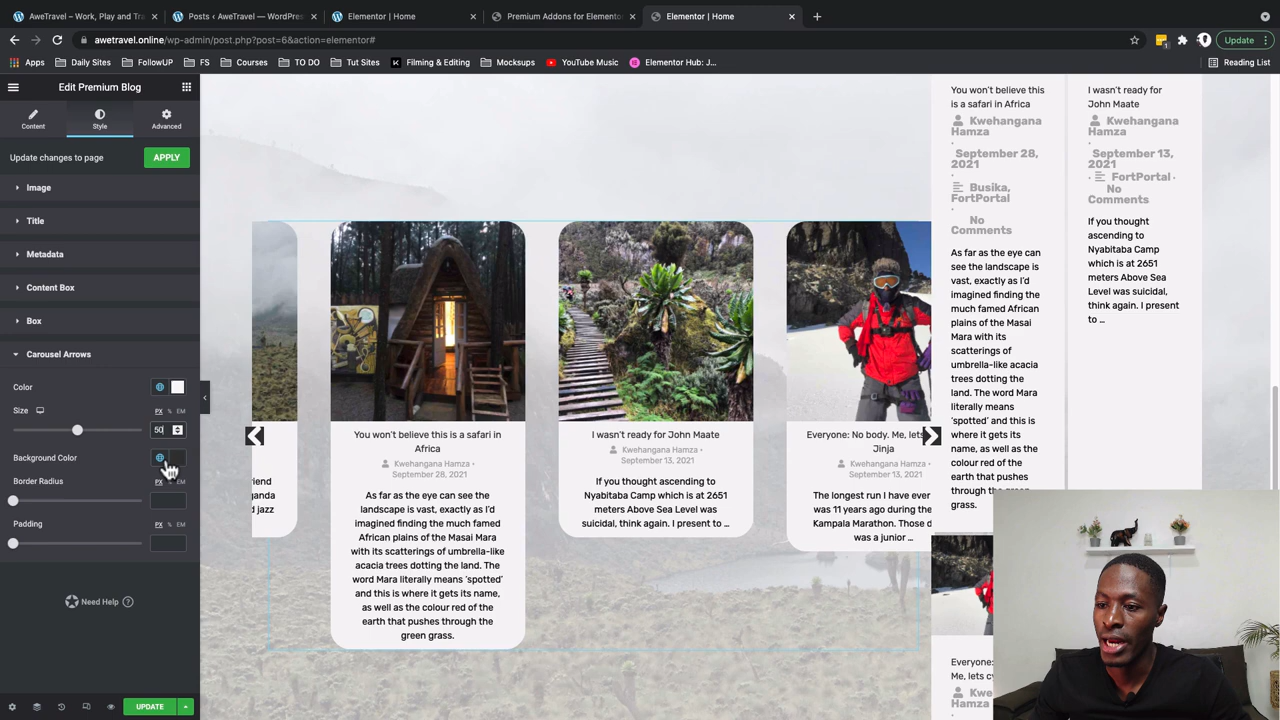 AweTravel – Work, Play and Tra
Posts ‹ AweTravel — WordPres
Elementor | Home
Premium Addons for Elemento
Elementor | Home
awetravel.online/wp-admin/post.php?post=6&action=elementor#
1
Update
Apps
Daily Sites
FollowUP
FS
Courses
TO DO
Tut Sites
Filming & Editing
Mockups
YouTube Music
Elementor Hub: J...
Reading List
Edit Premium Blog
Content
Style
Advanced
Update changes to page
APPLY
Image
Title
Metadata
Content Box
Box
Carousel Arrows
Color
Size
PX % EM
50
Background Color
Border Radius
PX % EM
Padding
PX % EM
Need Help
UPDATE
riend
ganda
d jazz
You won't believe this is a safari in
Africa
Kwehangana Hamza •
September 28, 2021
As far as the eye can see the
landscape is vast, exactly as I'd
imagined finding the much famed
African plains of the Masai Mara
with its scatterings of umbrella-like
acacia trees dotting the land. The
word Mara literally means 'spotted'
and this is where it gets its name,
as well as the colour red of the
earth that pushes through the
green grass.
I wasn't ready for John Maate
Kwehangana Hamza •
September 13, 2021
If you thought ascending to
Nyabitaba Camp which is at 2651
meters Above Sea Level was
suicidal, think again. I present to …
Everyone: No body. Me, lets
Jinja
Kwehangana Hamza •
September 13, 2021
The longest run I have ever
was 11 years ago during the
Kampala Marathon. Those d
was a junior …
You won't believe this
is a safari in Africa
Kwehangana
Hamza
•
September 28,
2021
•
Busika,
FortPortal
•
No
Comments
As far as the eye can
see the landscape is
vast, exactly as I'd
imagined finding the
much famed African
plains of the Masai
Mara with its
scatterings of
umbrella-like acacia
trees dotting the
land. The word Mara
literally means
'spotted' and this is
where it gets its
name, as well as the
colour red of the
earth that pushes
through the green
grass.
I wasn't ready for
John Maate
Kwehangana
Hamza
•
September 13,
2021
• FortPortal •
No
Comments
If you thought
ascending to
Nyabitaba Camp
which is at 2651
meters Above Sea
Level was suicidal,
think again. I present
to …
Everyone:
Me, lets c
Kwe
Hamza